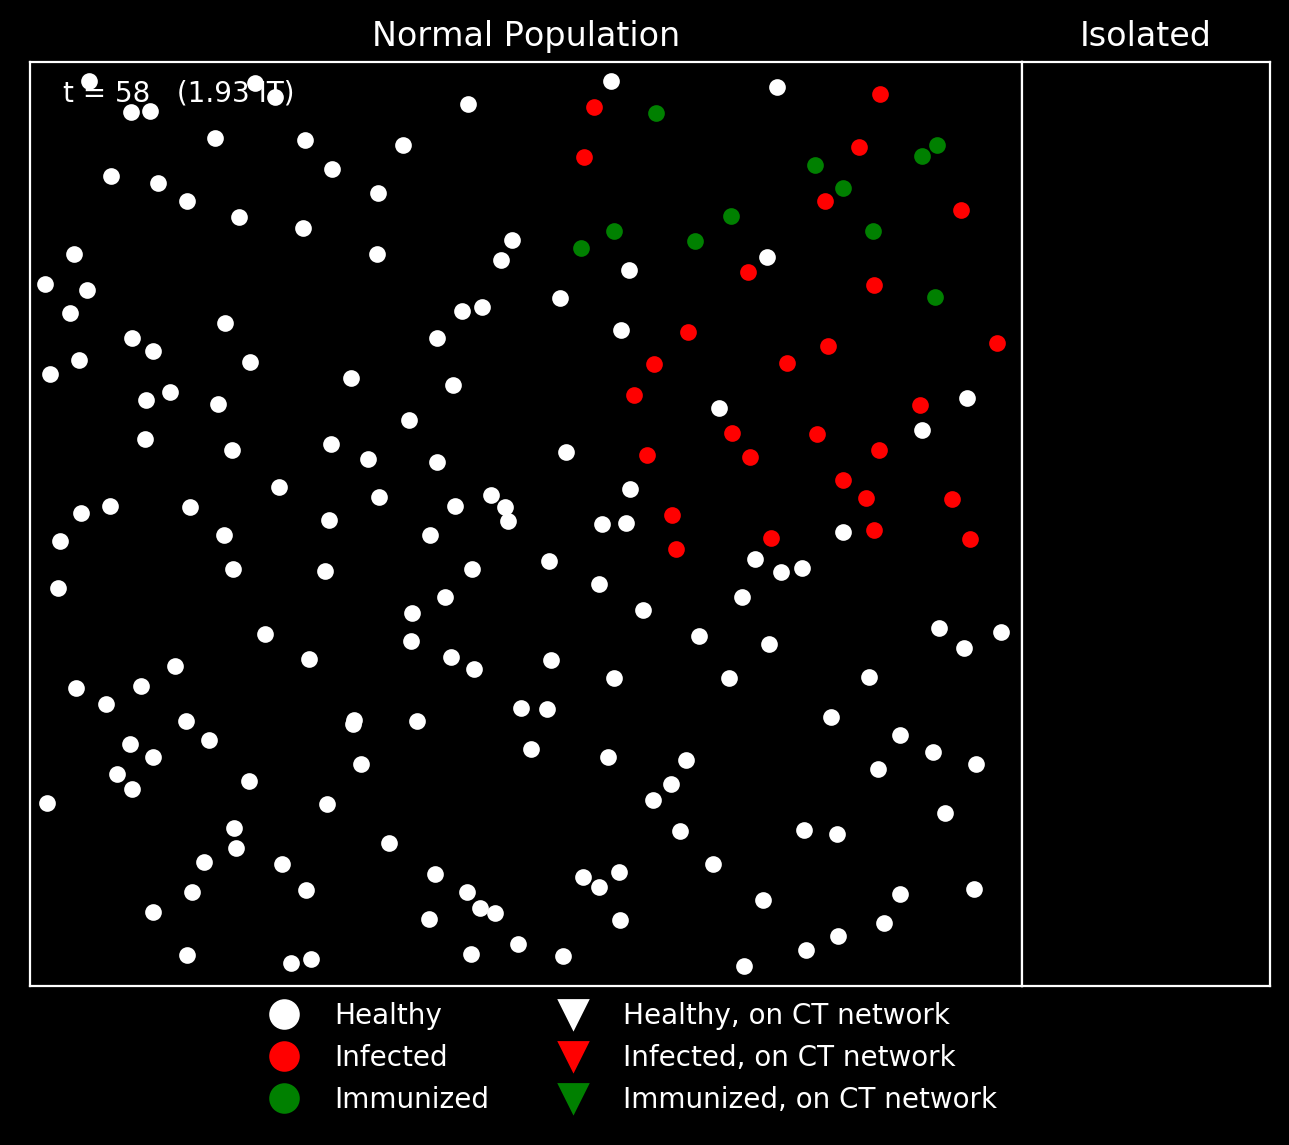 Normal Population
Isolated
t = 58   (1.93 IT)
Healthy
Infected
Immunized
Healthy, on CT network
Infected, on CT network
Immunized, on CT network